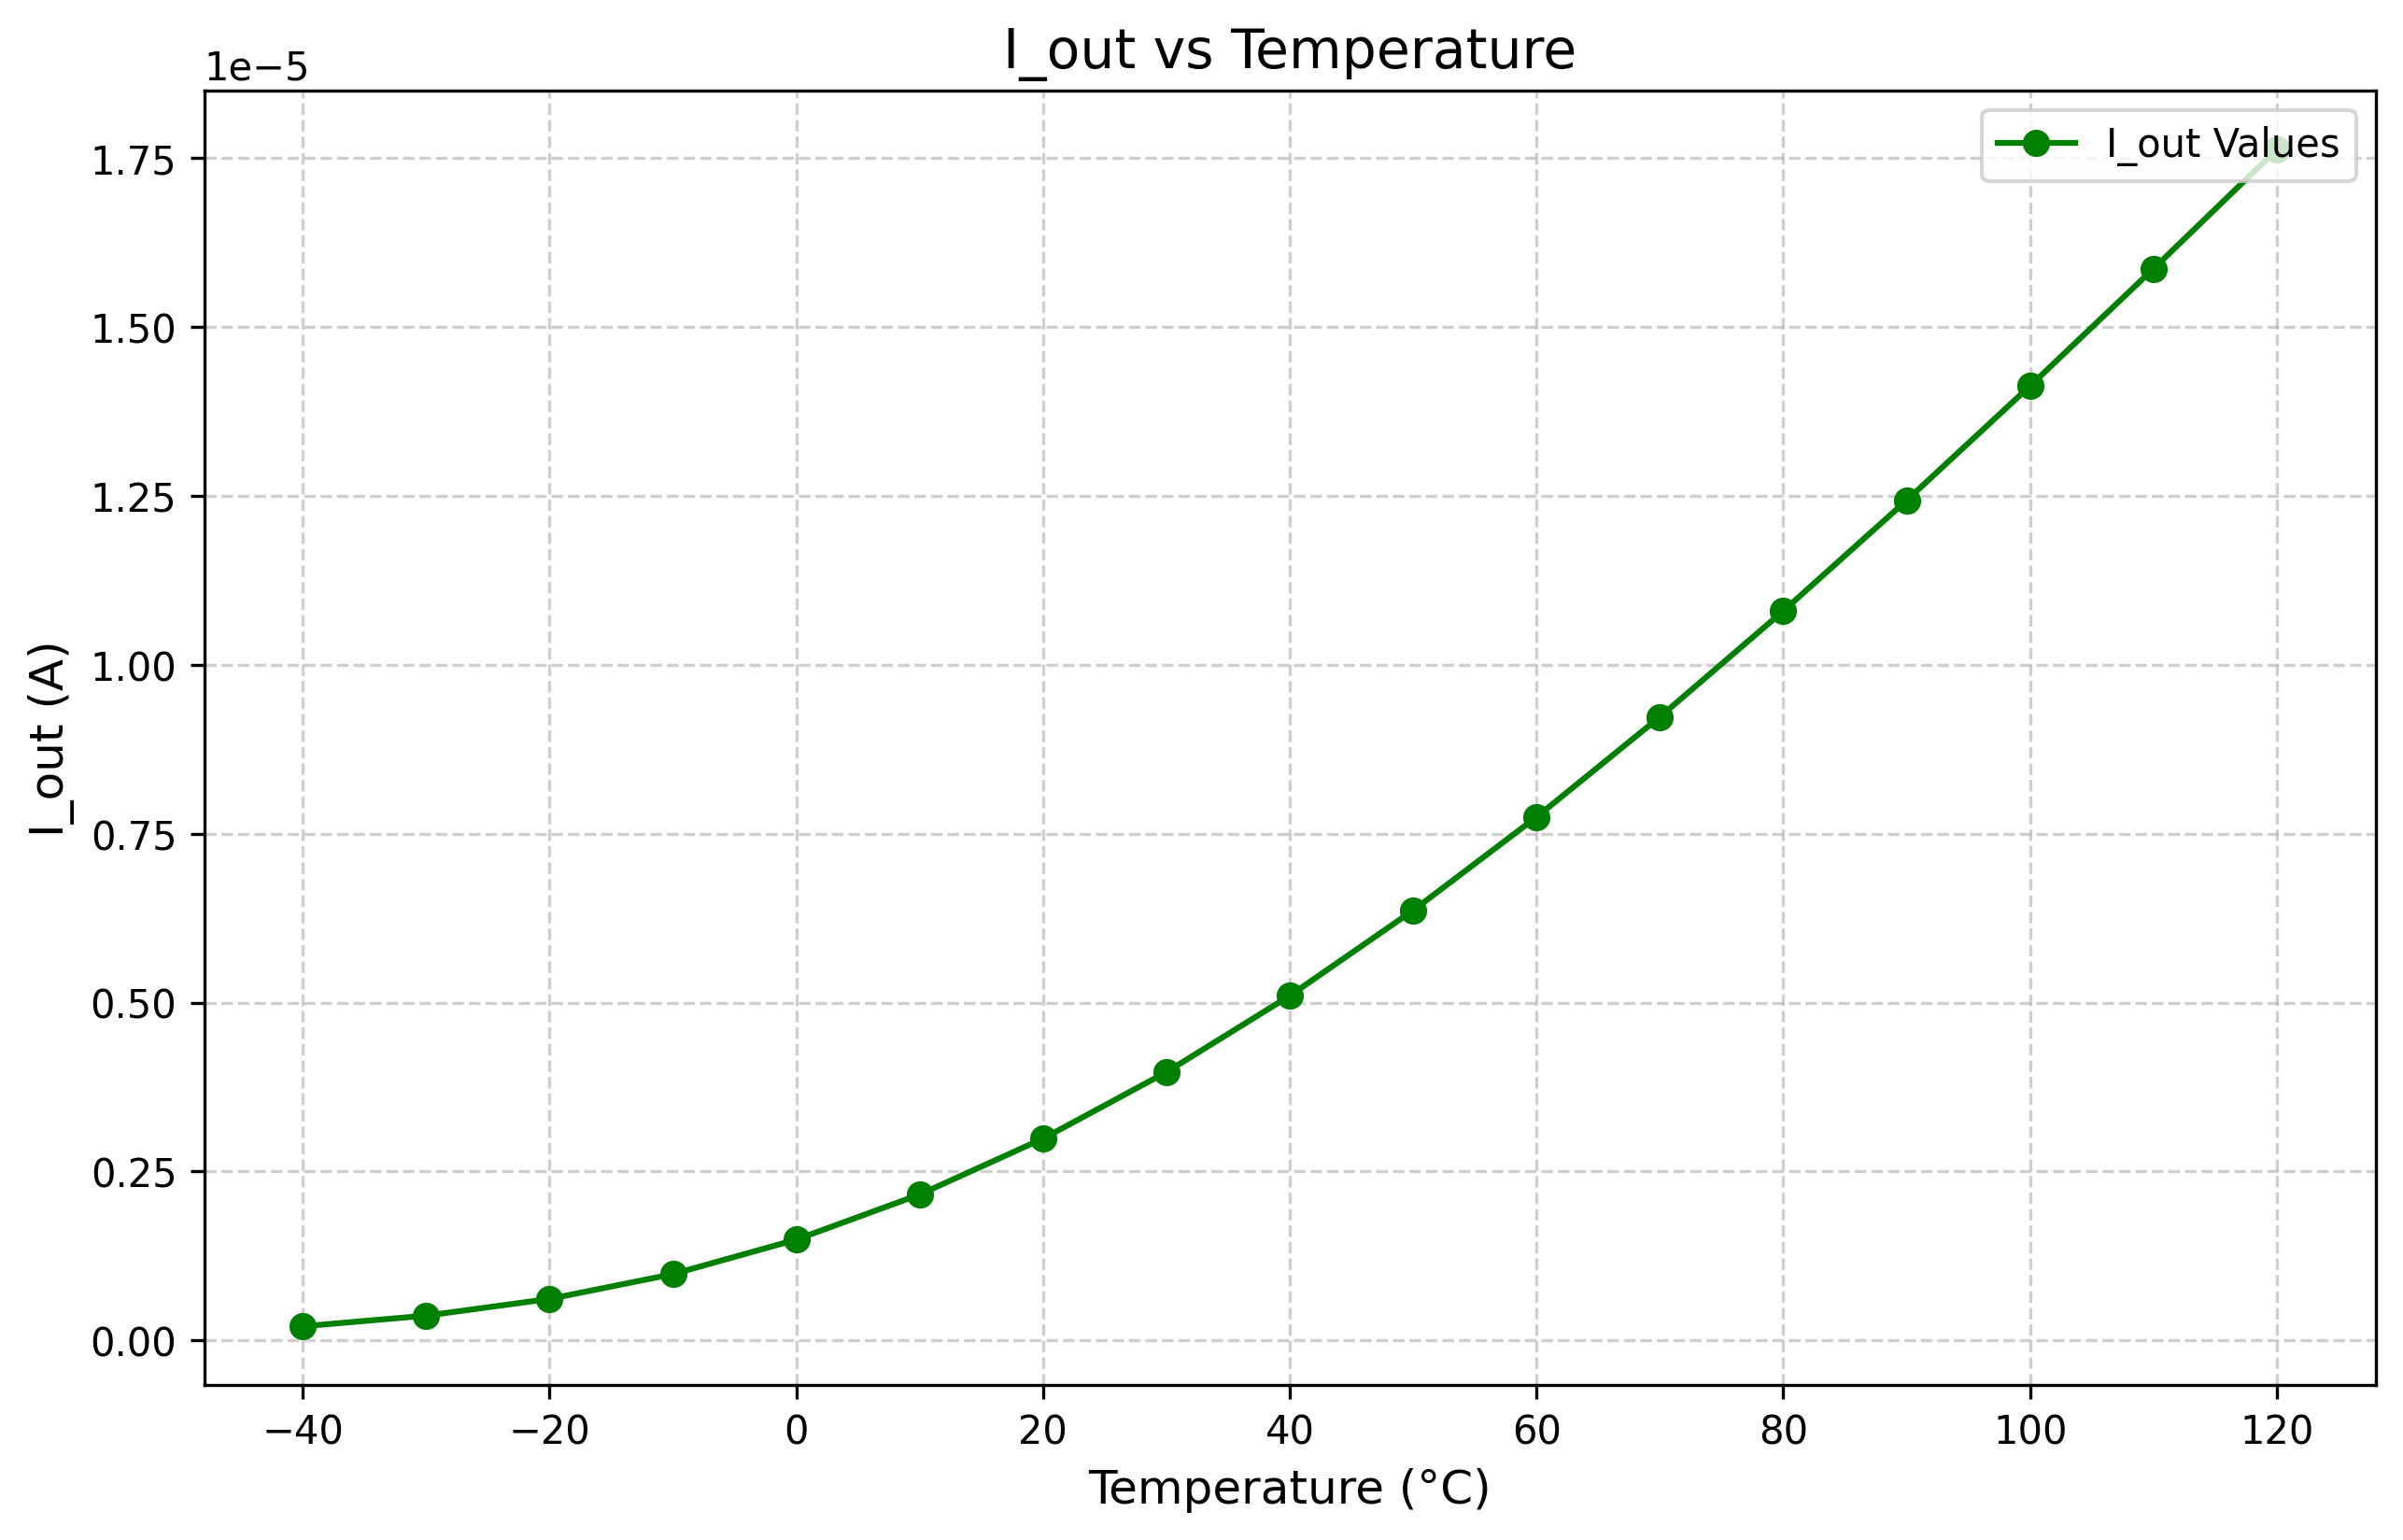 I_out vs Temperature
1e−5
I_out Values
1.75
1.50
1.25
1.00
0.75
0.50
0.25
0.00
I_out (A)
−40 −20 0 20 40 60 80 100 120
Temperature (°C)